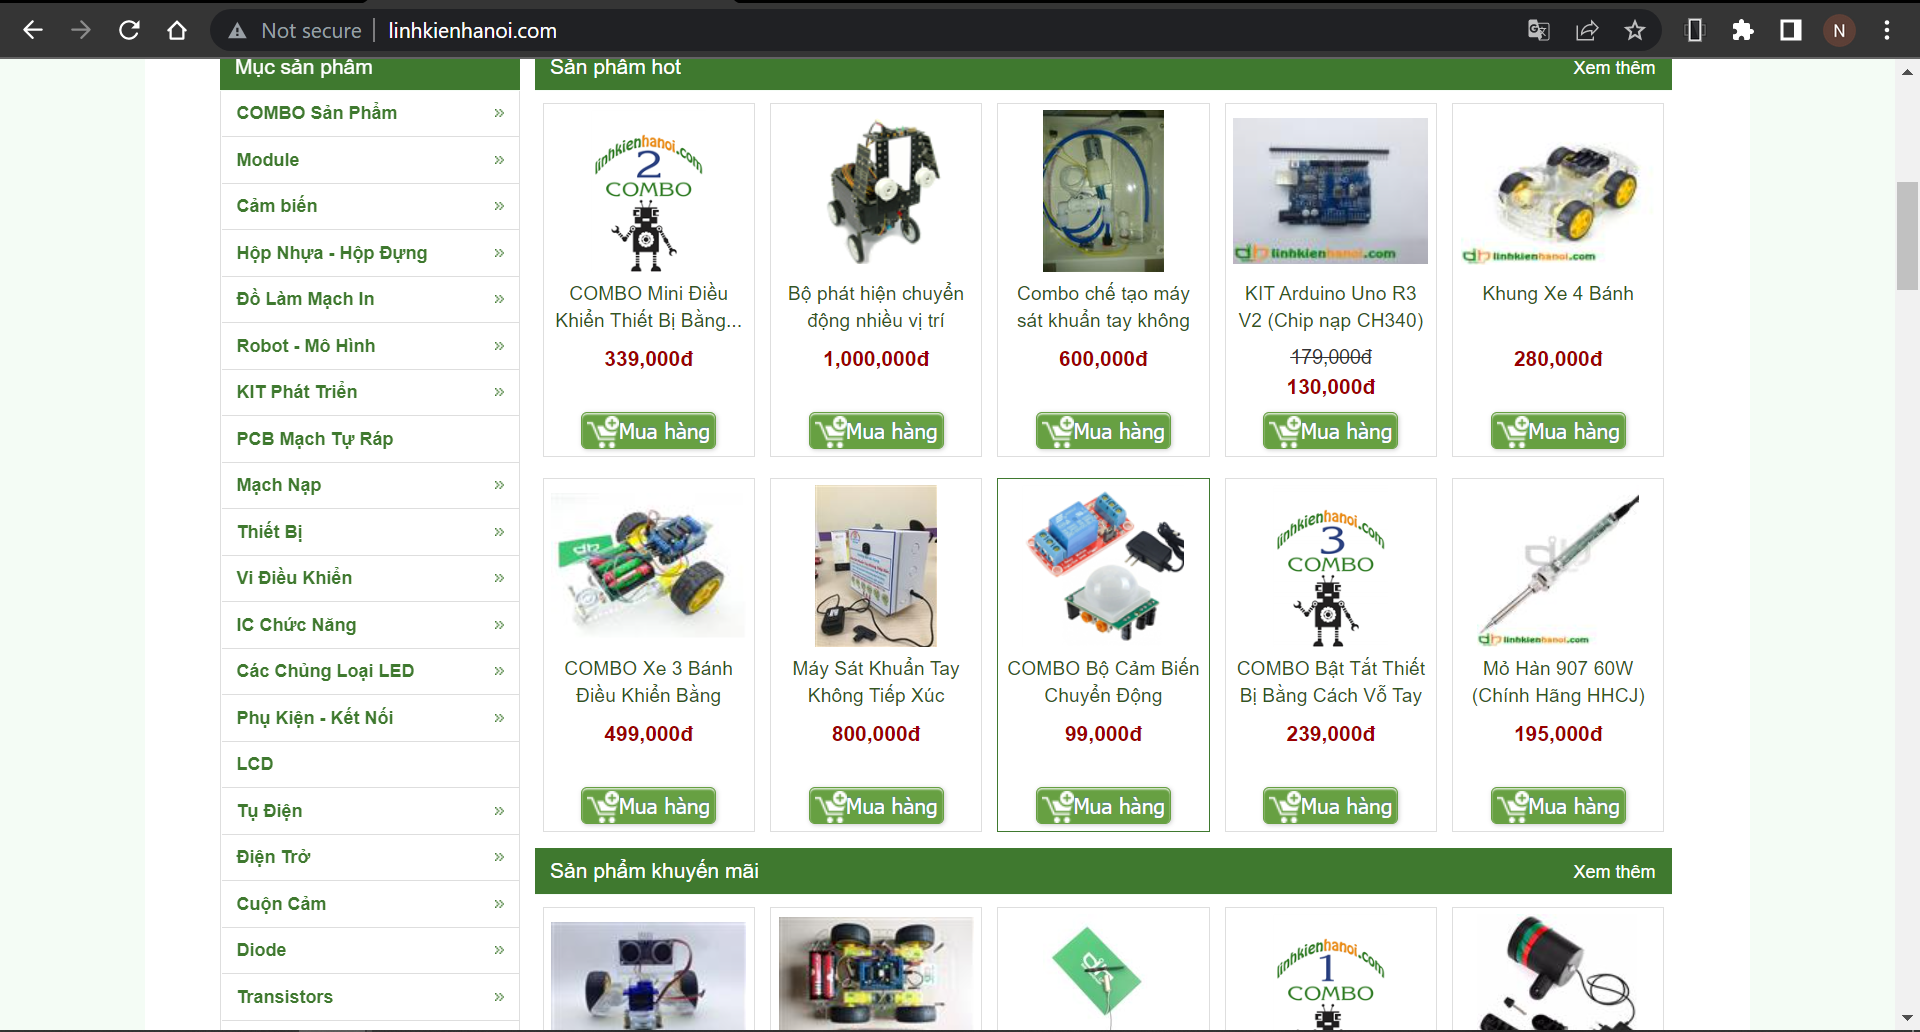 Not secure
linhkienhanoi.com
N
Mục sản phẩm
COMBO Sản Phẩm
Module
Cảm biến
Hộp Nhựa - Hộp Đựng
Đồ Làm Mạch In
Robot - Mô Hình
KIT Phát Triển
PCB Mạch Tự Ráp
Mạch Nạp
Thiết Bị
Vi Điều Khiển
IC Chức Năng
Các Chủng Loại LED
Phụ Kiện - Kết Nối
LCD
Tụ Điện
Điện Trở
Cuộn Cảm
Diode
Transistors
Sản phẩm hot
Xem thêm
linhkienhanoi.com
2
COMBO
COMBO Mini Điều
Khiển Thiết Bị Bằng...
339,000đ
Mua hàng
Bộ phát hiện chuyển
động nhiều vị trí
1,000,000đ
Mua hàng
Combo chế tạo máy
sát khuẩn tay không
600,000đ
Mua hàng
linhkienhanoi.com
KIT Arduino Uno R3
V2 (Chip nạp CH340)
179,000đ
130,000đ
Mua hàng
linhkienhanoi.com
Khung Xe 4 Bánh
280,000đ
Mua hàng
COMBO Xe 3 Bánh
Điều Khiển Bằng
499,000đ
Mua hàng
Máy Sát Khuẩn Tay
Không Tiếp Xúc
800,000đ
Mua hàng
COMBO Bộ Cảm Biến
Chuyển Động
99,000đ
Mua hàng
linhkienhanoi.com
3
COMBO
COMBO Bật Tắt Thiết
Bị Bằng Cách Vỗ Tay
239,000đ
Mua hàng
linhkienhanoi.com
Mỏ Hàn 907 60W
(Chính Hãng HHCJ)
195,000đ
Mua hàng
Sản phẩm khuyến mãi
Xem thêm
linhkienhanoi.com
1
COMBO